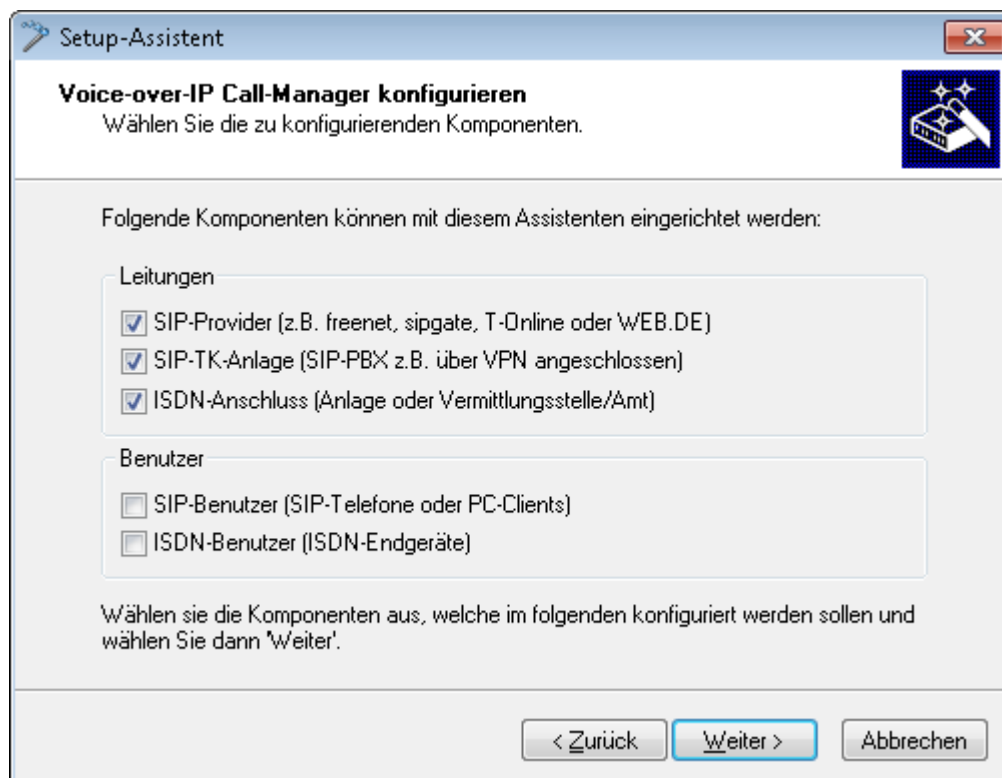 Setup-Assistent
Voice-over-IP Call-Manager konfigurieren
Wählen Sie die zu konfigurierenden Komponenten.
Folgende Komponenten können mit diesem Assistenten eingerichtet werden:
Leitungen
SIP-Provider (z.B. freenet, sipgate, T-Online oder WEB.DE)
SIP-TK-Anlage (SIP-PBX z.B. über VPN angeschlossen)
ISDN-Anschluss (Anlage oder Vermittlungsstelle/Amt)
Benutzer
SIP-Benutzer (SIP-Telefone oder PC-Clients)
ISDN-Benutzer (ISDN-Endgeräte)
Wählen sie die Komponenten aus, welche im folgenden konfiguriert werden sollen und
wählen Sie dann 'Weiter'.
< Zurück Weiter > Abbrechen